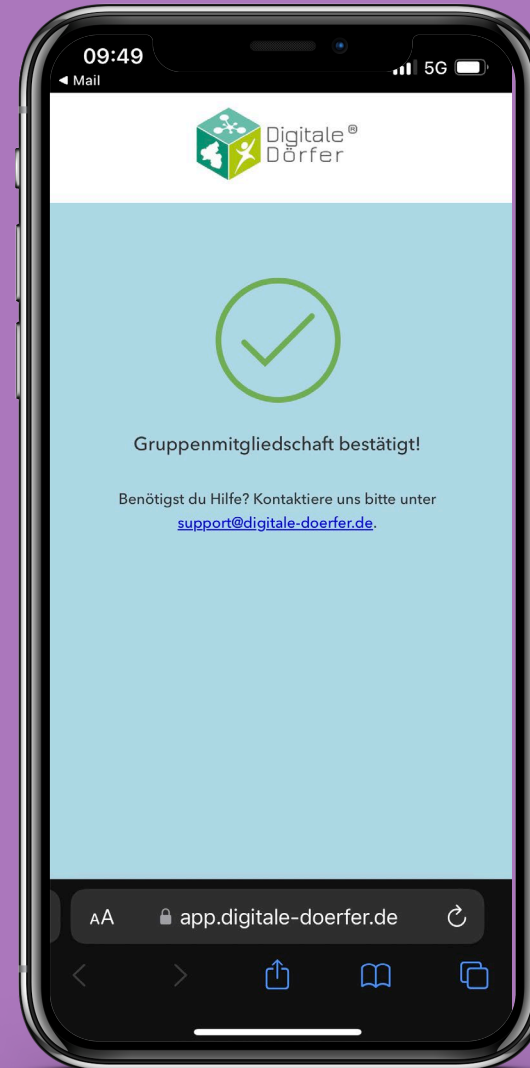 09:49
5G
◄ Mail
Digitale®
Dörfer
Gruppenmitgliedschaft bestätigt!
Benötigst du Hilfe? Kontaktiere uns bitte unter
support@digitale-doerfer.de.
AA app.digitale-doerfer.de